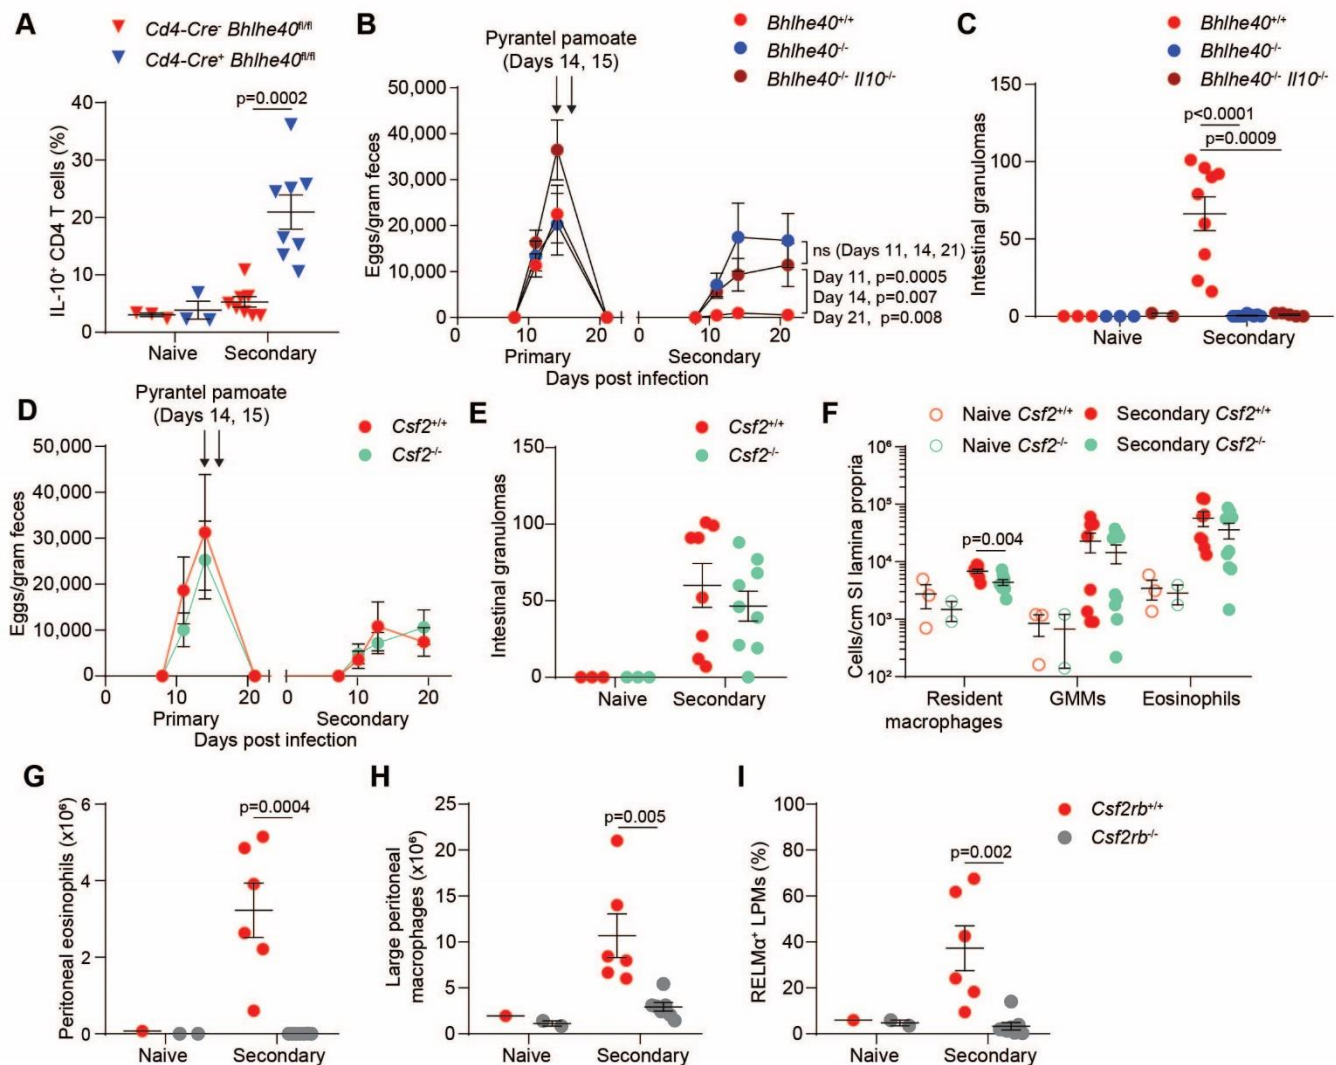 A
Cd4-Cre⁻ Bhlhe40fl/fl
Cd4-Cre⁺ Bhlhe40fl/fl
p=0.0002
IL-10⁺ CD4 T cells (%)
40
30
20
10
0
Naive
Secondary
B
Pyrantel pamoate
(Days 14, 15)
Bhlhe40⁺/⁺
Bhlhe40⁻/⁻
Bhlhe40⁻/⁻ Il10⁻/⁻
Eggs/gram feces
50,000
40,000
30,000
20,000
10,000
0
ns (Days 11, 14, 21)
Day 11, p=0.0005
Day 14, p=0.007
Day 21, p=0.008
0 10 20
0 10 20
Primary
Secondary
Days post infection
C
Bhlhe40⁺/⁺
Bhlhe40⁻/⁻
Bhlhe40⁻/⁻ Il10⁻/⁻
Intestinal granulomas
150
100
50
0
p<0.0001
p=0.0009
Naive
Secondary
D
Pyrantel pamoate
(Days 14, 15)
Csf2⁺/⁺
Csf2⁻/⁻
Eggs/gram feces
50,000
40,000
30,000
20,000
10,000
0
0 10 20
0 10 20
Primary
Secondary
Days post infection
E
Csf2⁺/⁺
Csf2⁻/⁻
Intestinal granulomas
150
100
50
0
Naive
Secondary
F
Naive Csf2⁺/⁺
Secondary Csf2⁺/⁺
Naive Csf2⁻/⁻
Secondary Csf2⁻/⁻
Cells/cm SI lamina propria
10⁶
10⁵
10⁴
10³
10²
p=0.004
Resident
macrophages
GMMs
Eosinophils
G
Peritoneal eosinophils (x10⁶)
6
4
2
0
p=0.0004
Naive
Secondary
H
Large peritoneal
macrophages (x10⁶)
25
20
15
10
5
0
p=0.005
Naive
Secondary
I
RELMα⁺ LPMs (%)
100
80
60
40
20
0
p=0.002
Naive
Secondary
Csf2rb⁺/⁺
Csf2rb⁻/⁻